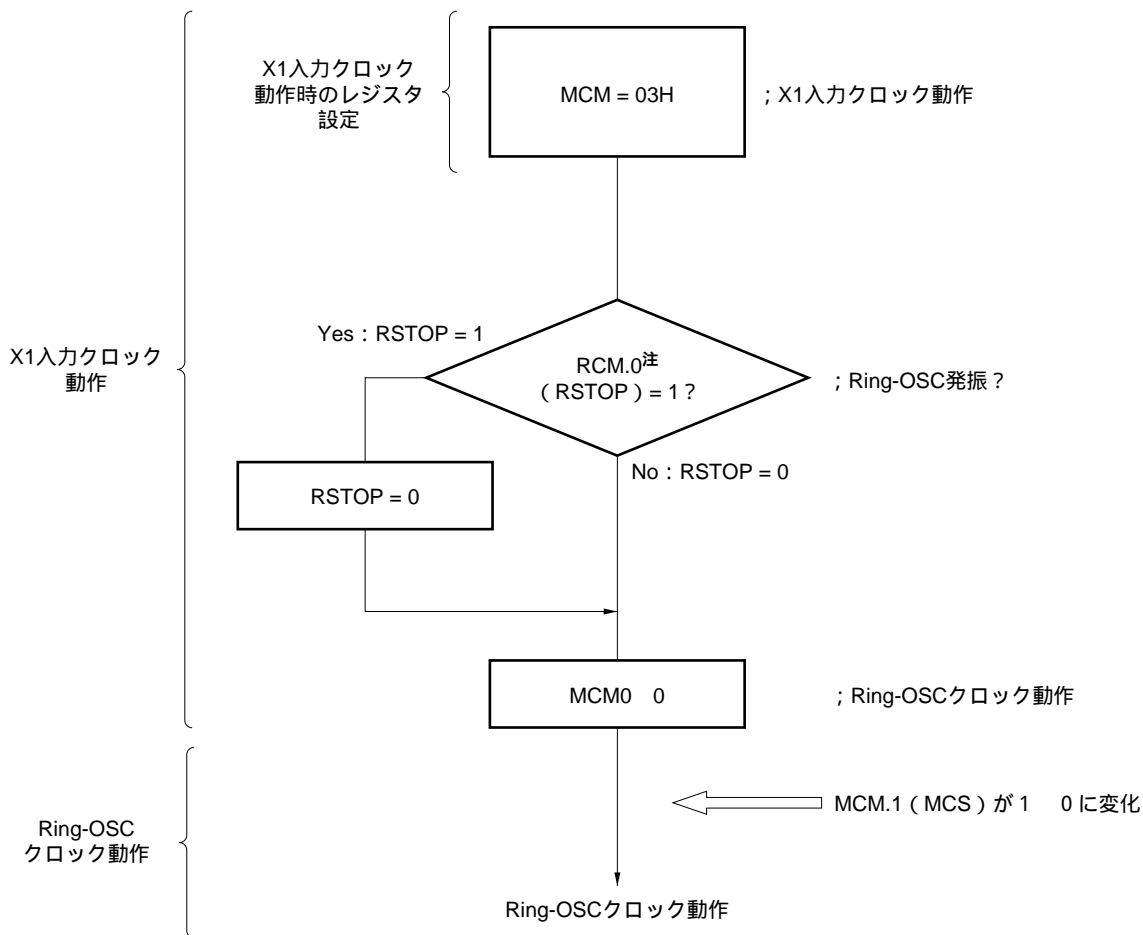 X1入力クロック
動作時のレジスタ
設定
MCM = 03H
；X1入力クロック動作
X1入力クロック
動作
Yes：RSTOP = 1
RCM.0注
（RSTOP）= 1？
；Ring-OSC発振？
No：RSTOP = 0
RSTOP = 0
MCM0　0
；Ring-OSCクロック動作
MCM.1（MCS）が 1　0 に変化
Ring-OSC
クロック動作
Ring-OSCクロック動作